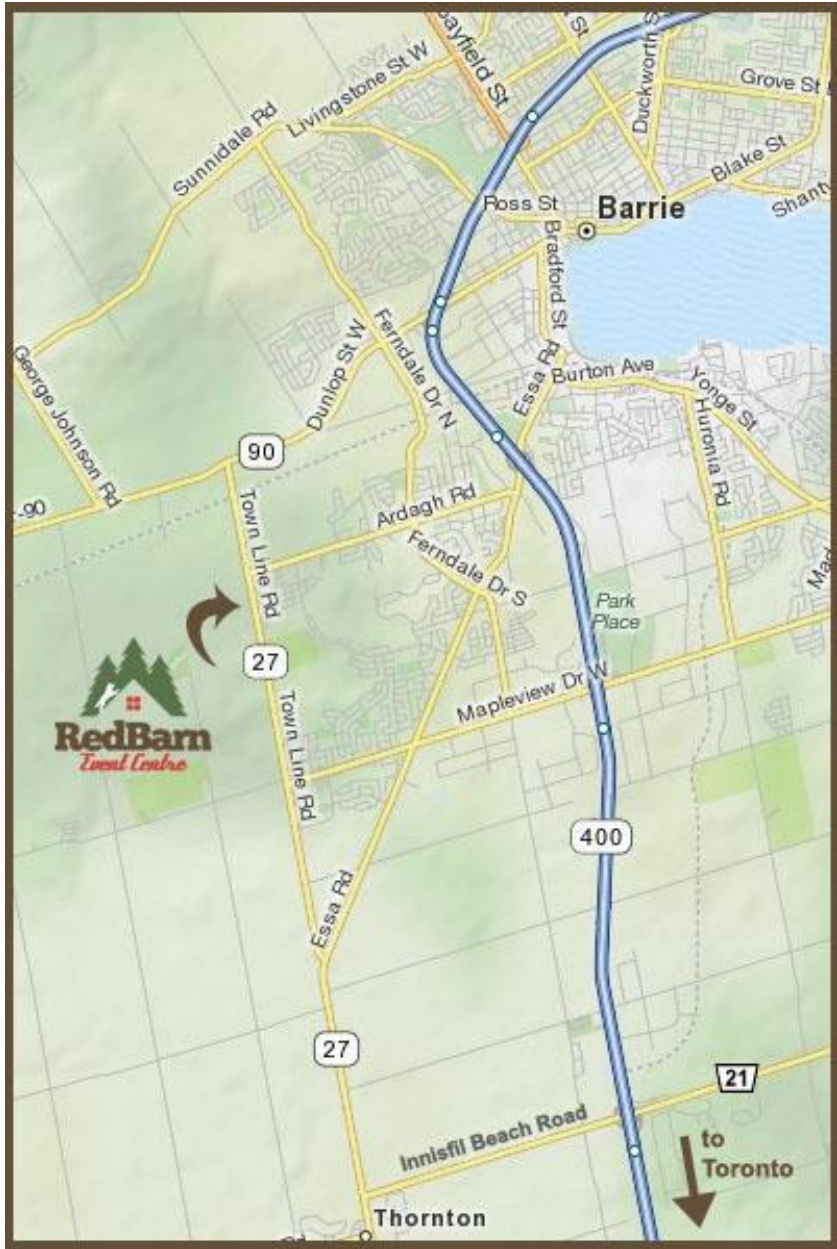 Bayfield St
St
Duckworth St
Grove St E
Livingstone St W
Sunnidale Rd
Blake St
Shanty
Ross St
Barrie
Bradford St
Ferndale Dr N
Dunlop St W
Essa Rd
Burton Ave
Yonge St
Huronia Rd
George Johnson Rd
90
-90
Town Line Rd
Ardagh Rd
Ferndale Dr S
Park
Place
27
RedBarn
Event Centre
Town Line Rd
Mapleview Dr W
400
Essa Rd
27
21
Innisfil Beach Road
to
Toronto
Thornton
Rd